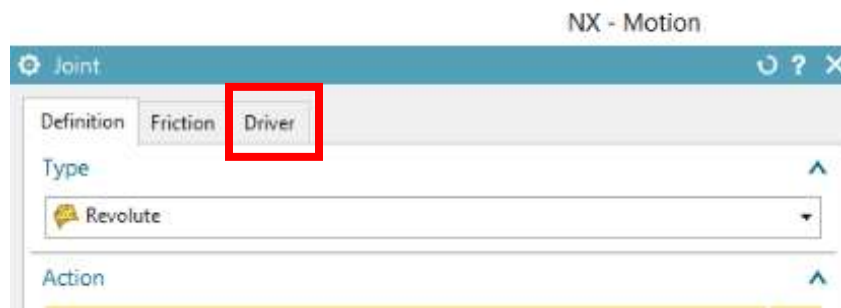 NX - Motion
Joint
Definition Friction Driver
Type
Revolute
Action